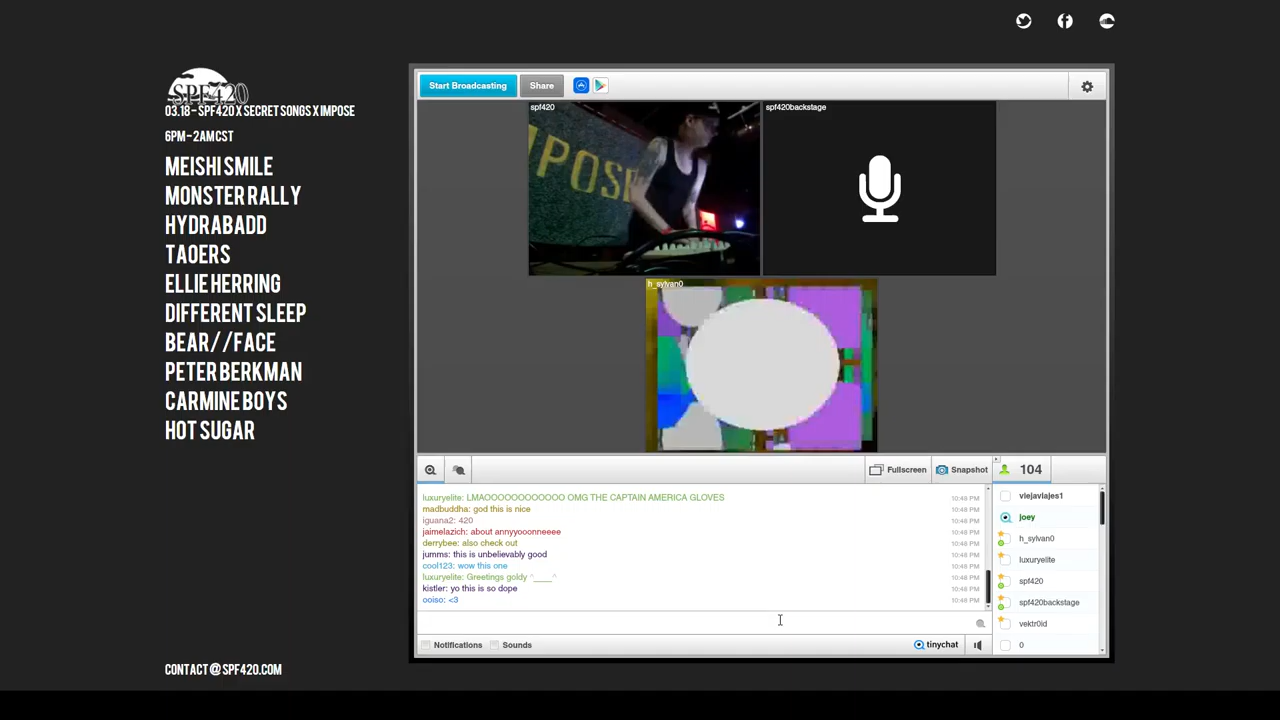 SPF420
03.18 - SPF420 X SECRET SONGS X IMPOSE
6PM - 2AM CST
MEISHI SMILE
MONSTER RALLY
HYDRABADD
TAOERS
ELLIE HERRING
DIFFERENT SLEEP
BEAR//FACE
PETER BERKMAN
CARMINE BOYS
HOT SUGAR
CONTACT@SPF420.COM
Start Broadcasting
Share
spf420
MPOSE
spf420backstage
h_sylvan0
Fullscreen
Snapshot
104
luxuryelite: LMAOOOOOOOOOOOO OMG THE CAPTAIN AMERICA GLOVES 10:48 PM
madbuddha: god this is nice 10:48 PM
iguana2: 420 10:48 PM
jaimelazich: about annyyooonneeee 10:48 PM
derrybee: also check out 10:48 PM
jumms: this is unbelievably good 10:48 PM
cool123: wow this one 10:48 PM
luxuryelite: Greetings goldy ^____^ 10:48 PM
kistler: yo this is so dope 10:48 PM
ooiso: <3 10:48 PM
viejaviajes1
joey
h_sylvan0
luxuryelite
spf420
spf420backstage
vektr0id
0
Notifications
Sounds
tinychat